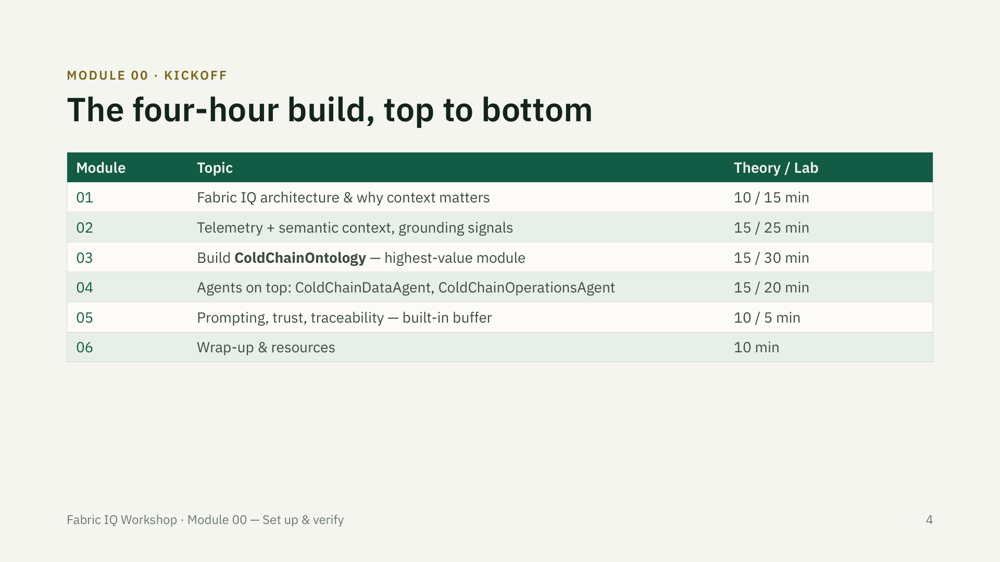 MODULE 00 · KICKOFF
The four-hour build, top to bottom
Module Topic Theory / Lab
01 Fabric IQ architecture & why context matters 10 / 15 min
02 Telemetry + semantic context, grounding signals 15 / 25 min
03 Build ColdChainOntology — highest-value module 15 / 30 min
04 Agents on top: ColdChainDataAgent, ColdChainOperationsAgent 15 / 20 min
05 Prompting, trust, traceability — built-in buffer 10 / 5 min
06 Wrap-up & resources 10 min
Fabric IQ Workshop · Module 00 — Set up & verify 4